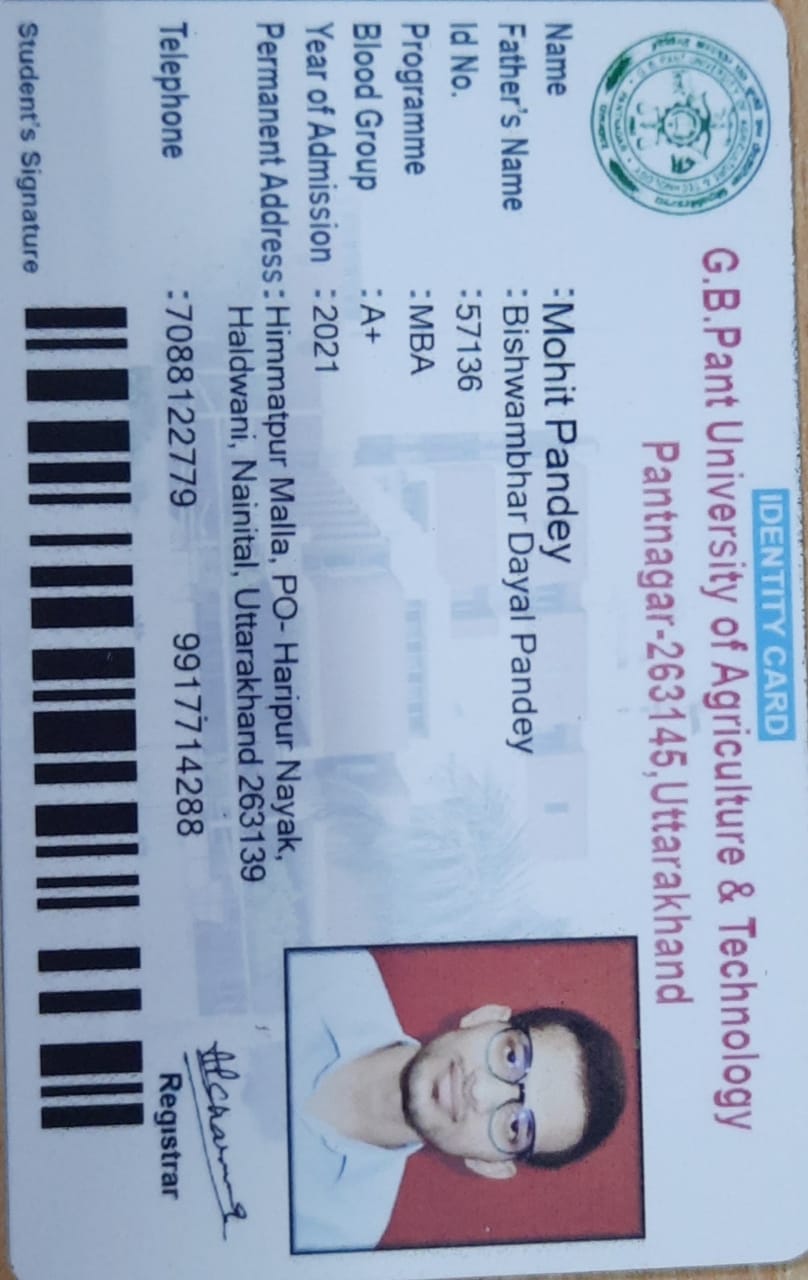 IDENTITY CARD
G.B.Pant University of Agriculture & Technology
Pantnagar-263145,Uttarakhand
Name : Mohit Pandey
Father's Name : Bishwambhar Dayal Pandey
Id No. : 57136
Programme : MBA
Blood Group : A+
Year of Admission : 2021
Permanent Address : Himmatpur Malla, PO- Haripur Nayak,
Haldwani, Nainital, Uttarakhand 263139
Telephone : 7088122779 9917714288
Student's Signature
Registrar